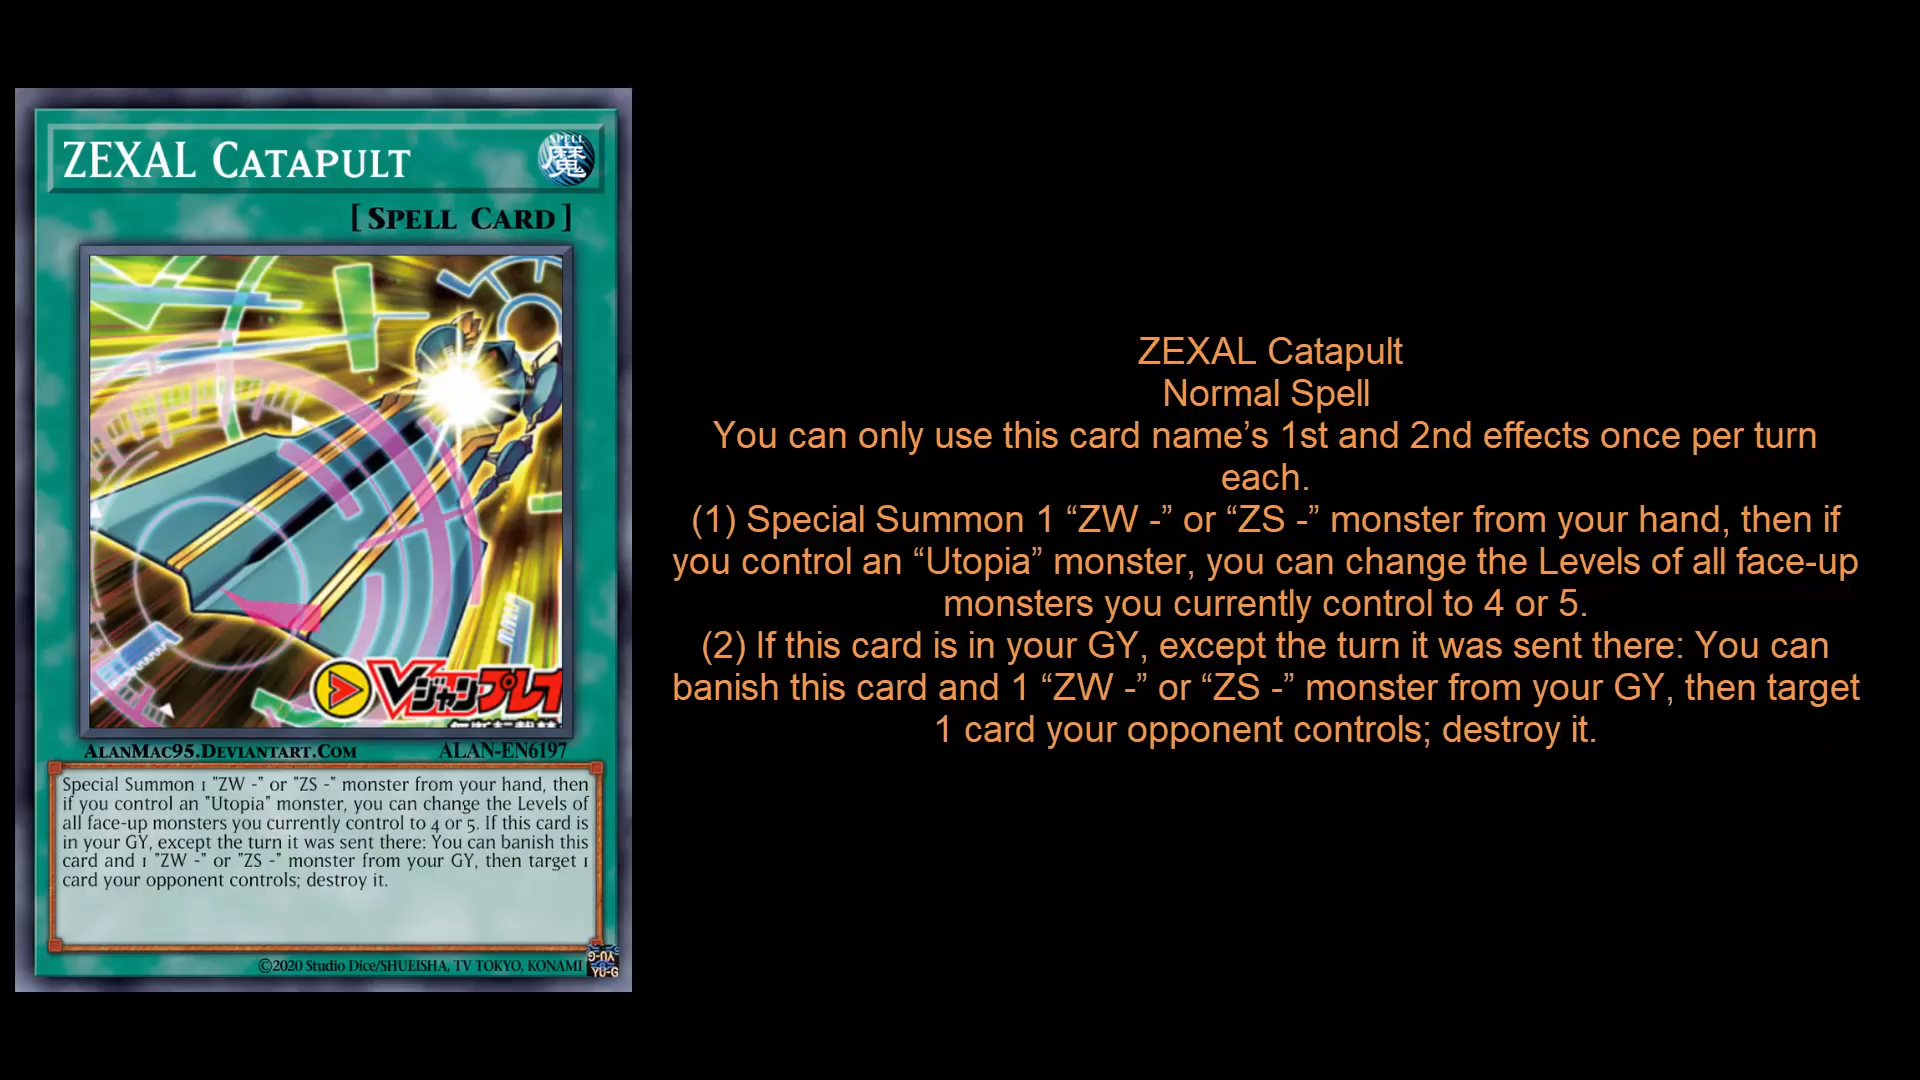 ZEXAL Catapult
SPELL
魔
[ Spell Card ]
Vジャンプレイ
AlanMac95.Deviantart.Com
ALAN-EN6197
Special Summon 1 "ZW -" or "ZS -" monster from your hand, then
if you control an "Utopia" monster, you can change the Levels of
all face-up monsters you currently control to 4 or 5. If this card is
in your GY, except the turn it was sent there: You can banish this
card and 1 "ZW -" or "ZS -" monster from your GY, then target 1
card your opponent controls; destroy it.
©2020 Studio Dice/SHUEISHA, TV TOKYO, KONAMI
ZEXAL Catapult
Normal Spell
You can only use this card name’s 1st and 2nd effects once per turn
each.
(1) Special Summon 1 “ZW -” or “ZS -” monster from your hand, then if
you control an “Utopia” monster, you can change the Levels of all face-up
monsters you currently control to 4 or 5.
(2) If this card is in your GY, except the turn it was sent there: You can
banish this card and 1 “ZW -” or “ZS -” monster from your GY, then target
1 card your opponent controls; destroy it.